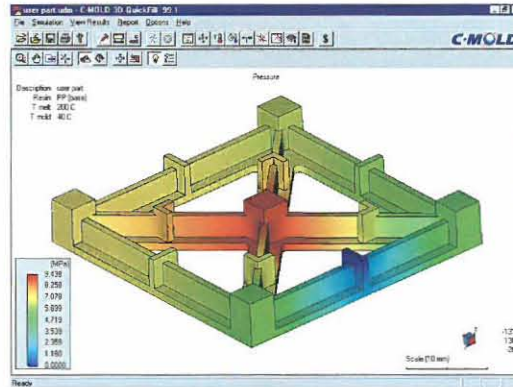 user part.udm - C-MOLD 3D QuickFill 99.1
File Simulation View Results Report Options Help
C·MOLD
Pressure
Description: user part
Resin: PP (base)
T melt: 200 C
T mold: 40 C
[MPa]
9.438
8.258
7.078
5.899
4.719
3.539
2.359
1.180
0.0000
Scale (10 mm)
Ready